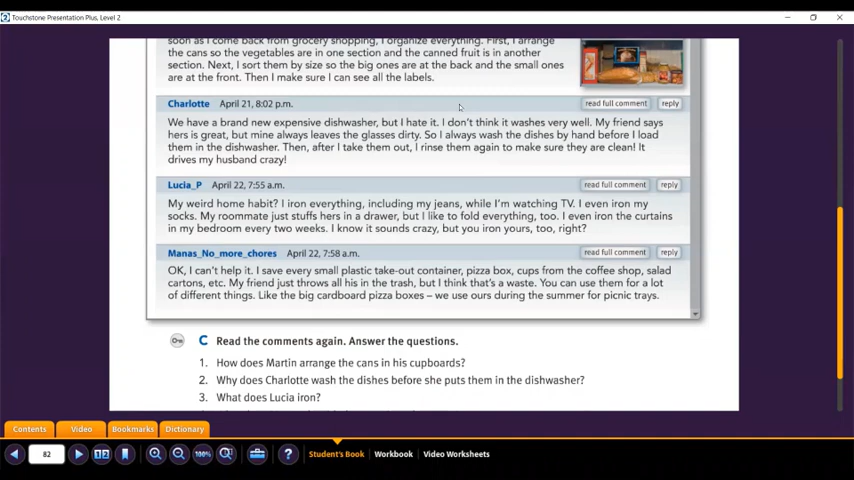 Touchstone Presentation Plus, Level 2
soon as I come back from grocery shopping, I organize everything. First, I arrange
the cans so the vegetables are in one section and the canned fruit is in another
section. Next, I sort them by size so the big ones are at the back and the small ones
are at the front. Then I make sure I can see all the labels.
Charlotte April 21, 8:02 p.m. read full comment reply
We have a brand new expensive dishwasher, but I hate it. I don't think it washes very well. My friend says
hers is great, but mine always leaves the glasses dirty. So I always wash the dishes by hand before I load
them in the dishwasher. Then, after I take them out, I rinse them again to make sure they are clean! It
drives my husband crazy!
Lucia_P April 22, 7:55 a.m. read full comment reply
My weird home habit? I iron everything, including my jeans, while I'm watching TV. I even iron my
socks. My roommate just stuffs hers in a drawer, but I like to fold everything, too. I even iron the curtains
in my bedroom every two weeks. I know it sounds crazy, but you iron yours, too, right?
Manas_No_more_chores April 22, 7:58 a.m. read full comment reply
OK, I can't help it. I save every small plastic take-out container, pizza box, cups from the coffee shop, salad
cartons, etc. My friend just throws all his in the trash, but I think that's a waste. You can use them for a lot
of different things. Like the big cardboard pizza boxes – we use ours during the summer for picnic trays.
C Read the comments again. Answer the questions.
1. How does Martin arrange the cans in his cupboards?
2. Why does Charlotte wash the dishes before she puts them in the dishwasher?
3. What does Lucia iron?
Contents Video Bookmarks Dictionary
82 1 2 100% ? Student's Book Workbook Video Worksheets